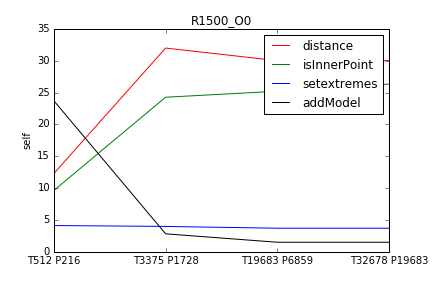 R1500_O0
35
30
25
20
15
10
5
0
self
distance
isInnerPoint
setextremes
addModel
T512 P216
T3375 P1728
T19683 P6859
T32678 P19683